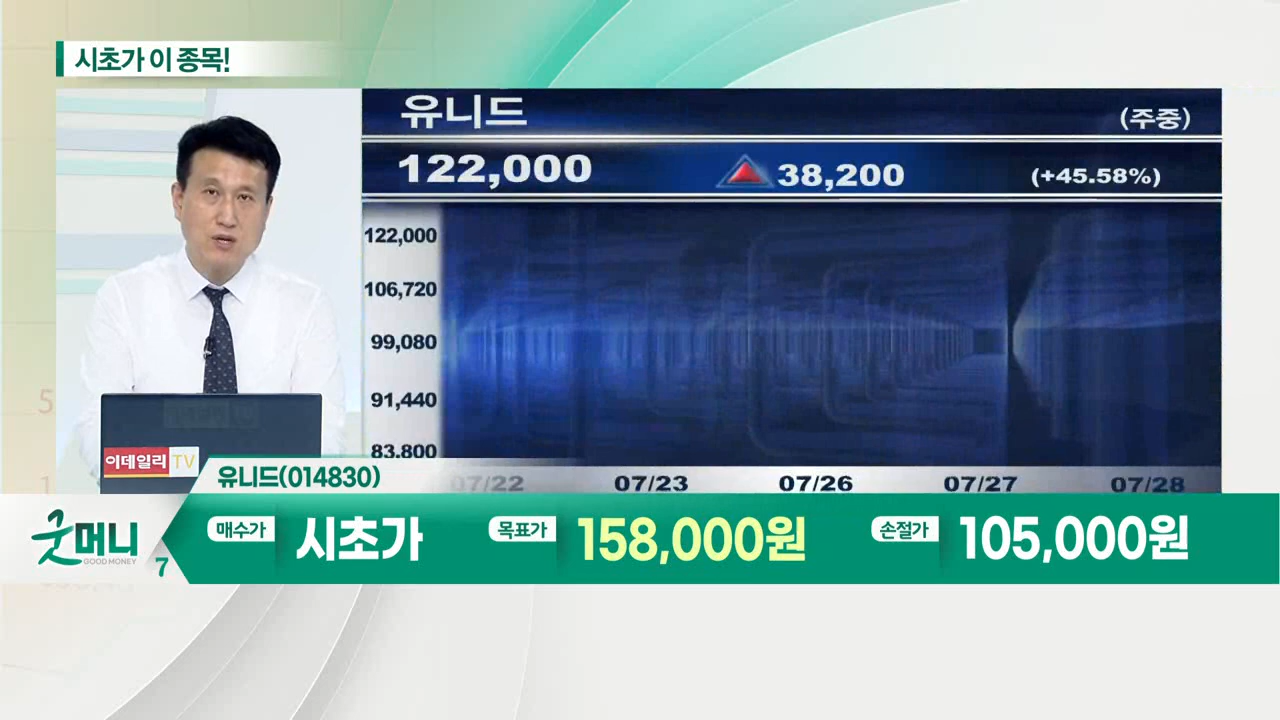 시초가 이 종목!
유니드
(주중)
122,000
38,200
(+45.58%)
122,000
106,720
99,080
91,440
83,800
07/22
07/23
07/26
07/27
07/28
이데일리 TV
유니드(014830)
굿머니
GOOD MONEY
7
매수가
시초가
목표가
158,000원
손절가
105,000원
5
1